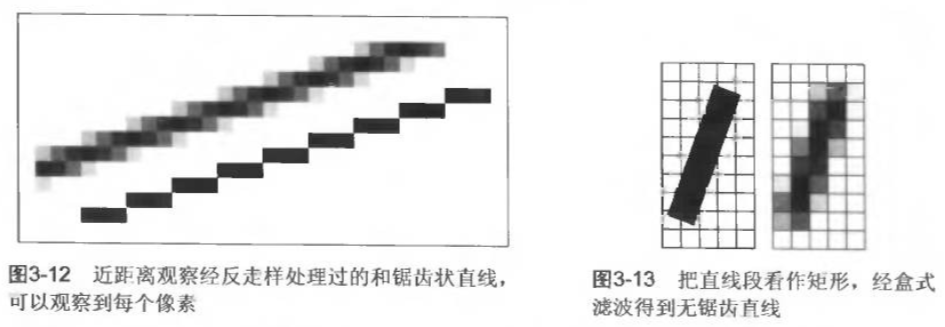 图3-12 近距离观察经反走样处理过的和锯齿状直线，
可以观察到每个像素
图3-13 把直线段看作矩形，经盒式
滤波得到无锯齿直线